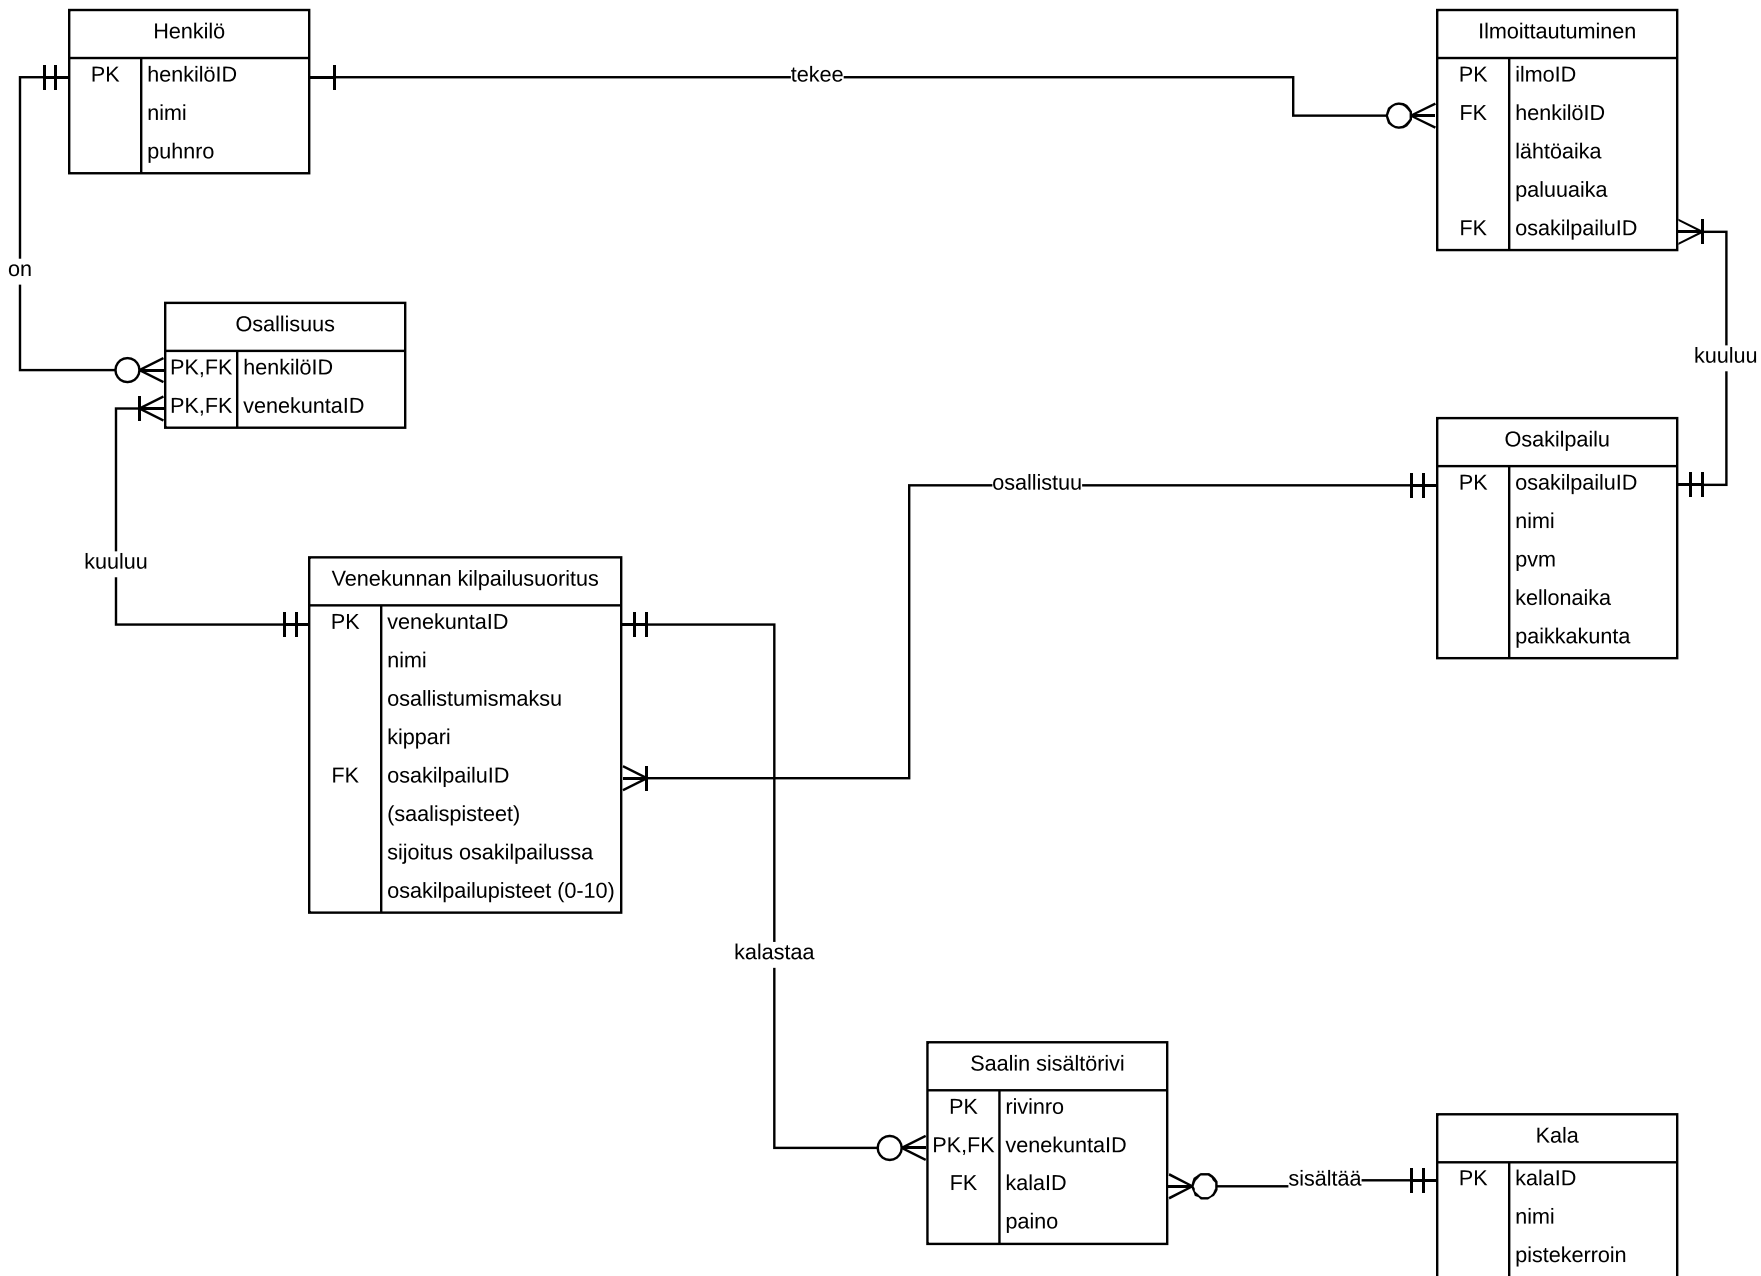 Henkilö
PK henkilöID
nimi
puhnro
tekee
Ilmoittautuminen
PK ilmoID
FK henkilöID
lähtöaika
paluuaika
FK osakilpailuID
on
kuuluu
Osallisuus
PK,FK henkilöID
PK,FK venekuntaID
kuuluu
osallistuu
Osakilpailu
PK osakilpailuID
nimi
pvm
kellonaika
paikkakunta
Venekunnan kilpailusuoritus
PK venekuntaID
nimi
osallistumismaksu
kippari
FK osakilpailuID
(saalispisteet)
sijoitus osakilpailussa
osakilpailupisteet (0-10)
kalastaa
Saalin sisältörivi
PK rivinro
PK,FK venekuntaID
FK kalaID
paino
sisältää
Kala
PK kalaID
nimi
pistekerroin